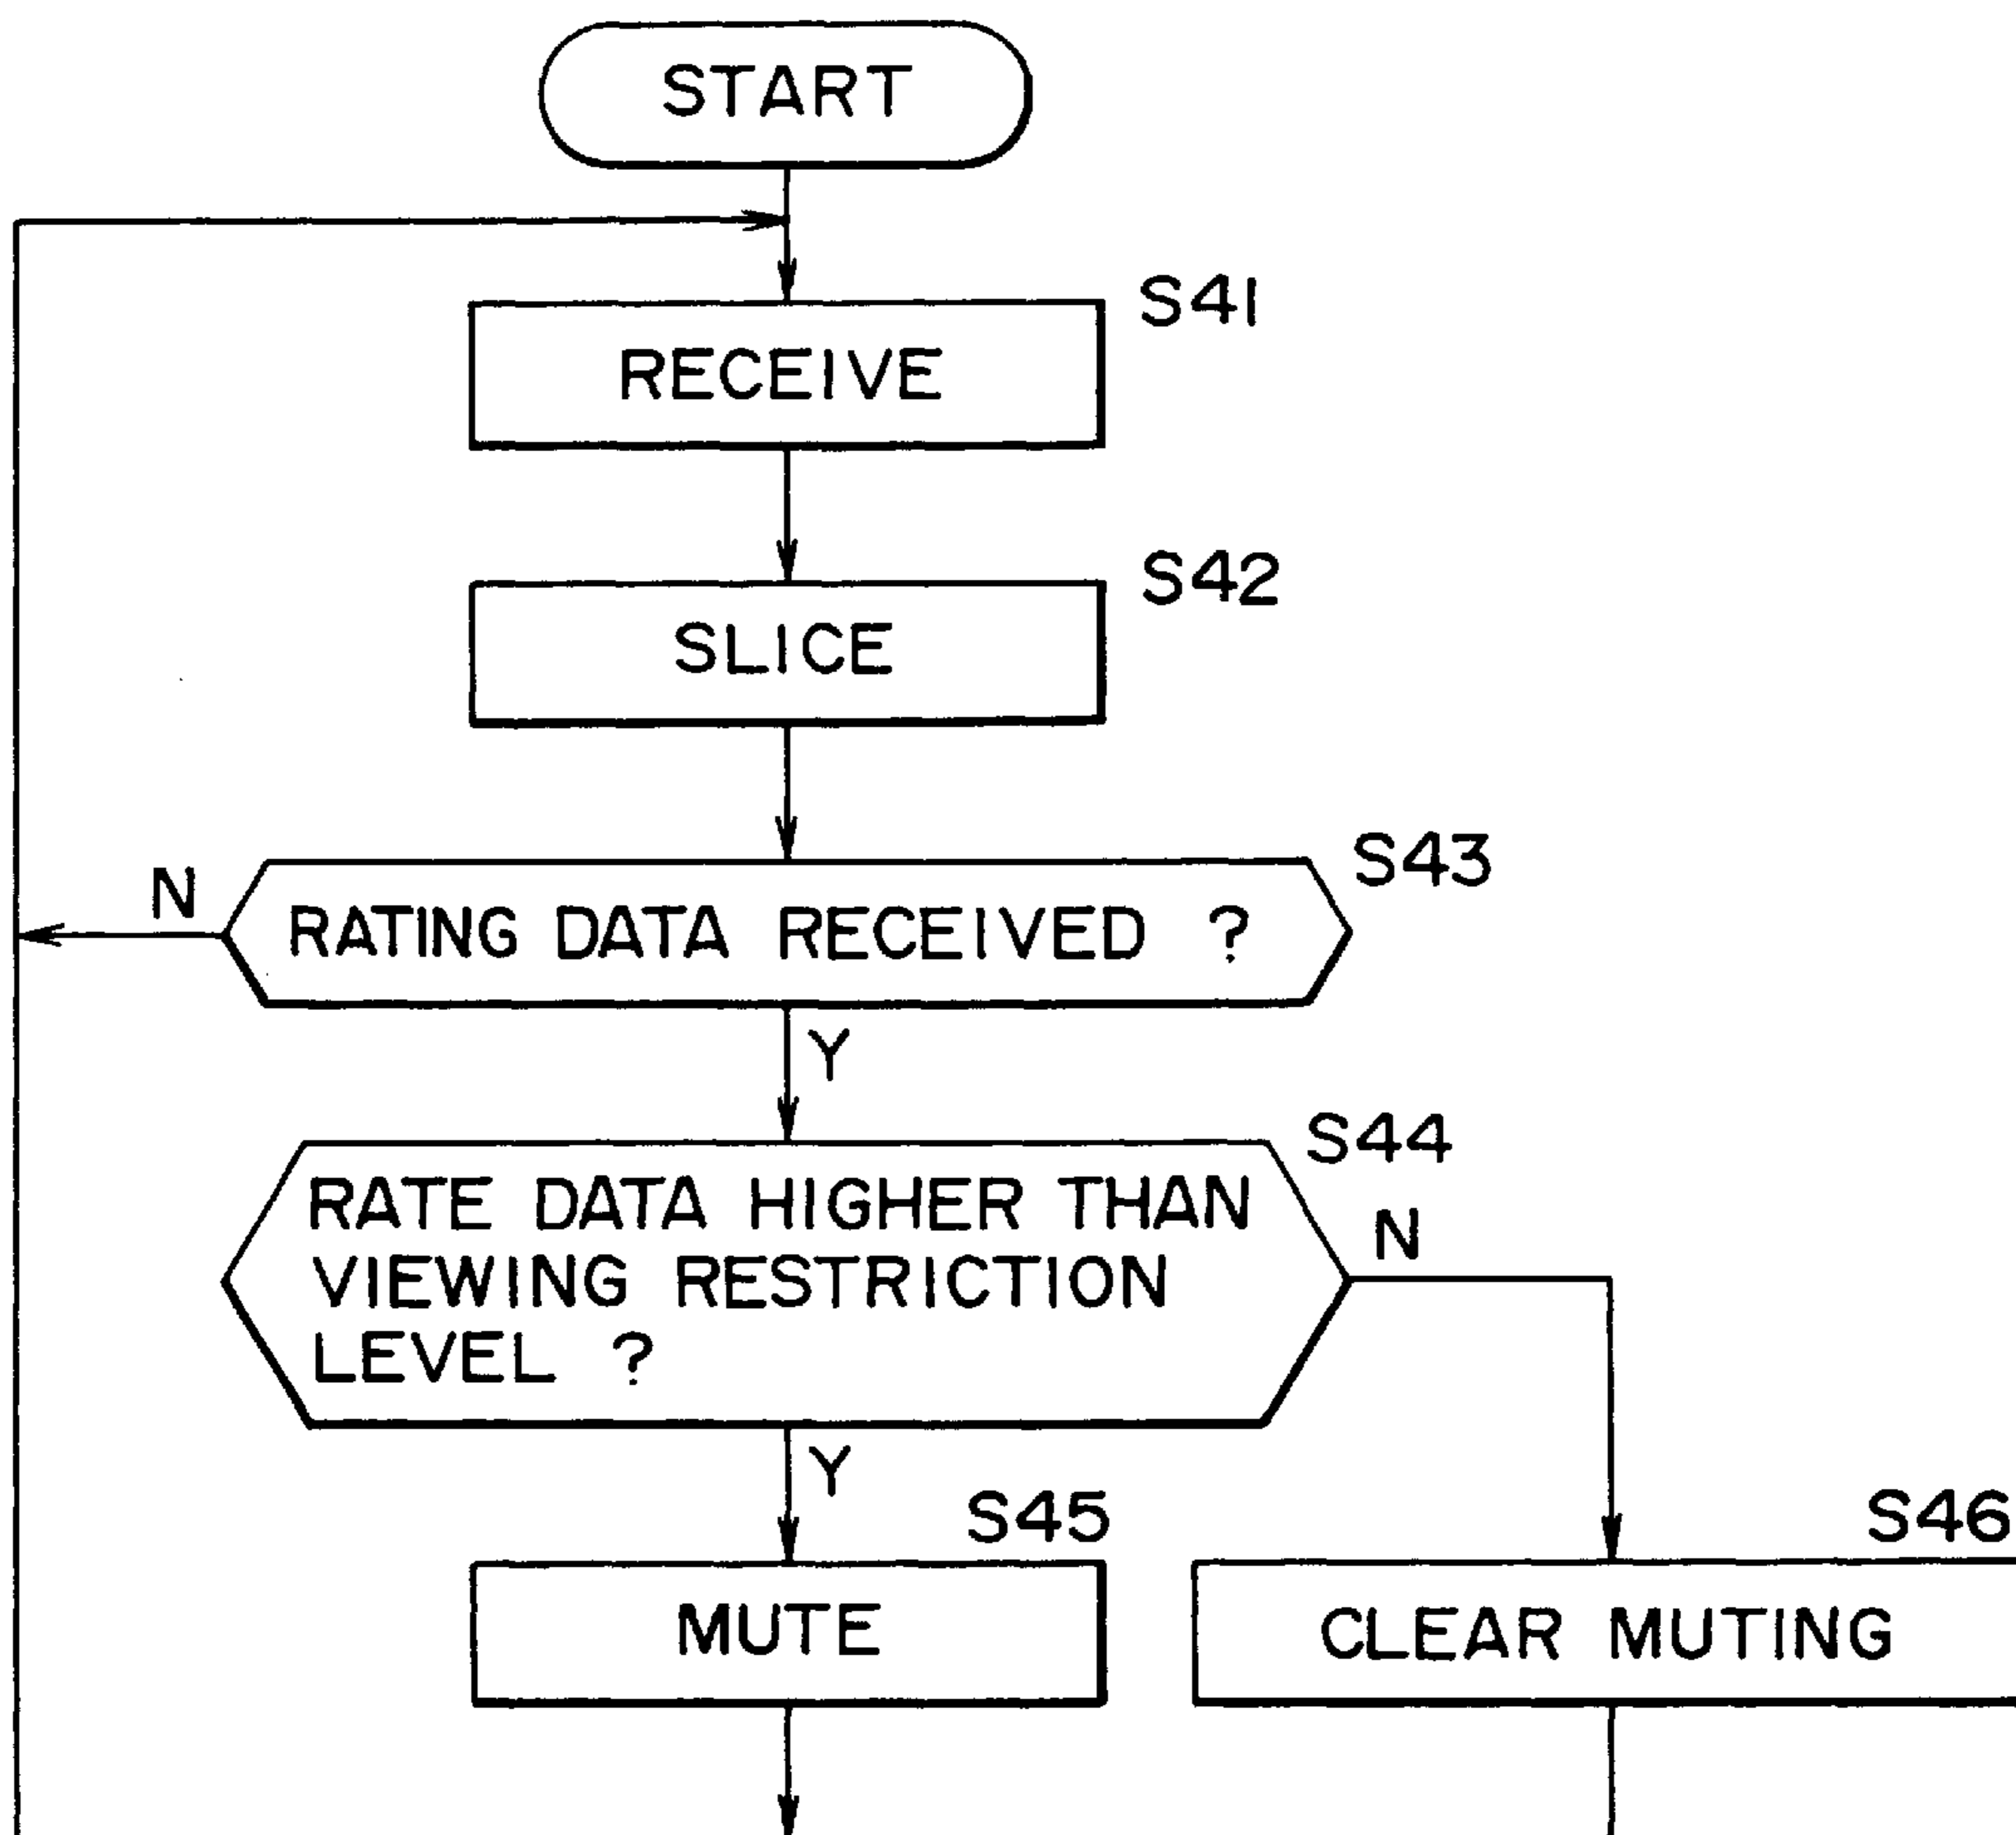 START
S41
RECEIVE
S42
SLICE
S43
N
RATING DATA RECEIVED ?
Y
S44
RATE DATA HIGHER THAN
N
VIEWING RESTRICTION
LEVEL ?
Y
S45
S46
MUTE
CLEAR MUTING